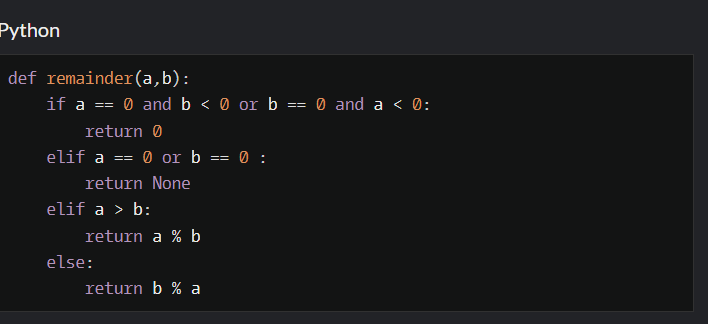 Python
def remainder(a,b):
    if a == 0 and b < 0 or b == 0 and a < 0:
        return 0
    elif a == 0 or b == 0 :
        return None
    elif a > b:
        return a % b
    else:
        return b % a